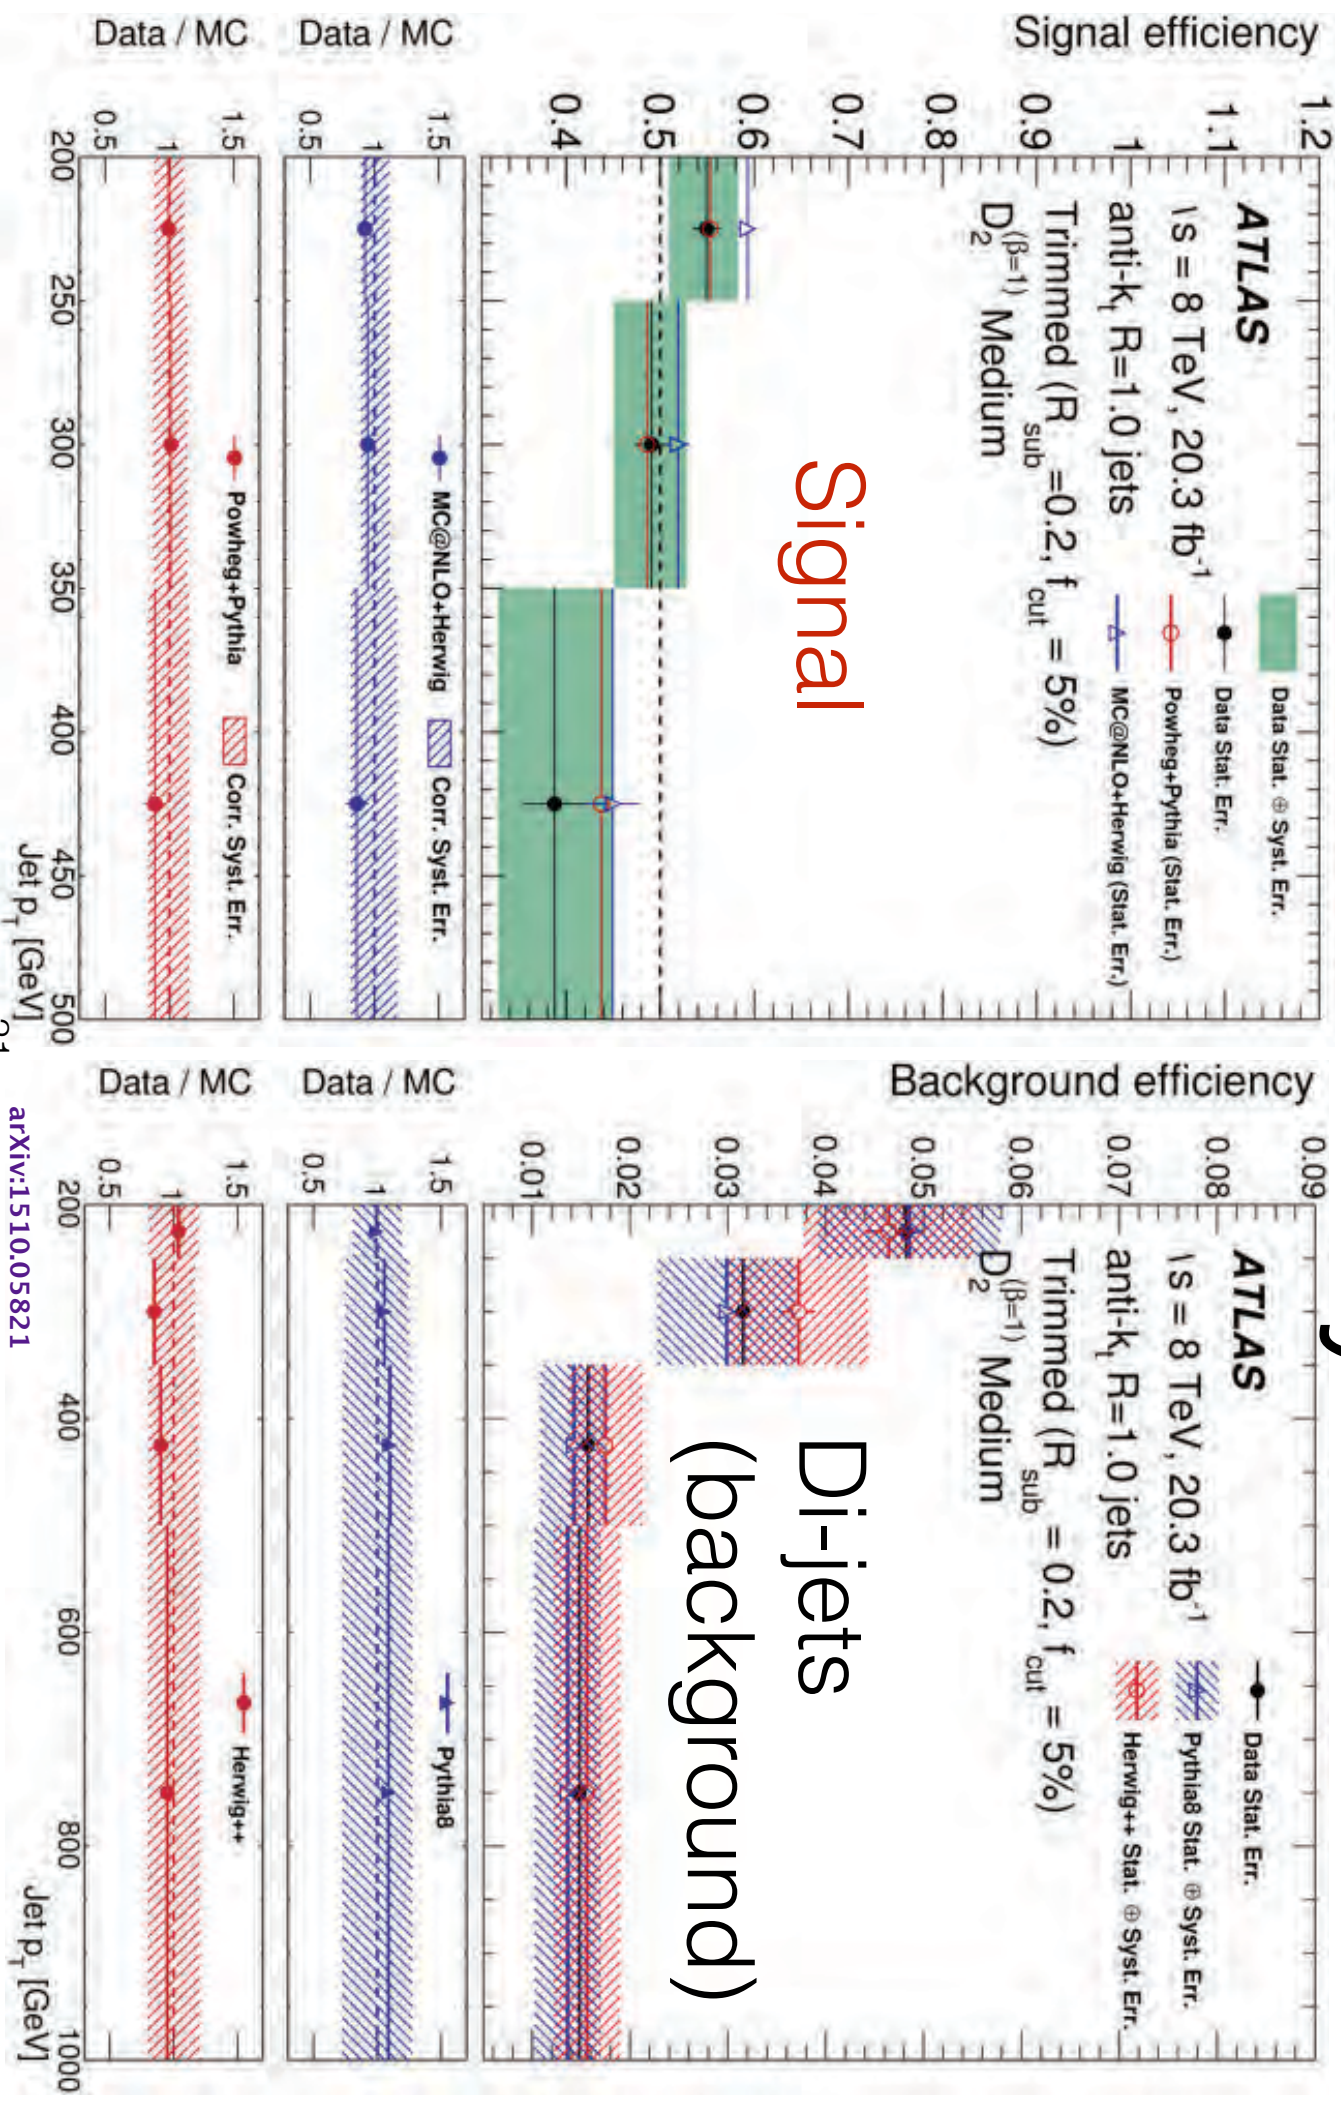 Signal efficiency
1.2
1.1
1
0.9
0.8
0.7
0.6
0.5
0.4
ATLAS
\s = 8 TeV, 20.3 fb-1
anti-kt R=1.0 jets
Trimmed (Rsub =0.2, fcut = 5%)
D2(β=1) Medium
Data Stat. ⊕ Syst. Err.
Data Stat. Err.
Powheg+Pythia (Stat. Err.)
MC@NLO+Herwig (Stat. Err.)
Signal
Data / MC
1.5
1
0.5
MC@NLO+Herwig Corr. Syst. Err.
Data / MC
1.5
1
0.5
Powheg+Pythia Corr. Syst. Err.
200 250 300 350 400 450 500
Jet pT [GeV]
Background efficiency
0.09
0.08
0.07
0.06
0.05
0.04
0.03
0.02
0.01
ATLAS
\s = 8 TeV, 20.3 fb-1
anti-kt R=1.0 jets
Trimmed (Rsub = 0.2, fcut = 5%)
D2(β=1) Medium
Data Stat. Err.
Pythia8 Stat. ⊕ Syst. Err.
Herwig++ Stat. ⊕ Syst. Err.
Di-jets
(background)
Data / MC
1.5
1
0.5
Pythia8
Data / MC
1.5
1
0.5
Herwig++
200 400 600 800 1000
Jet pT [GeV]
arXiv:1510.05821